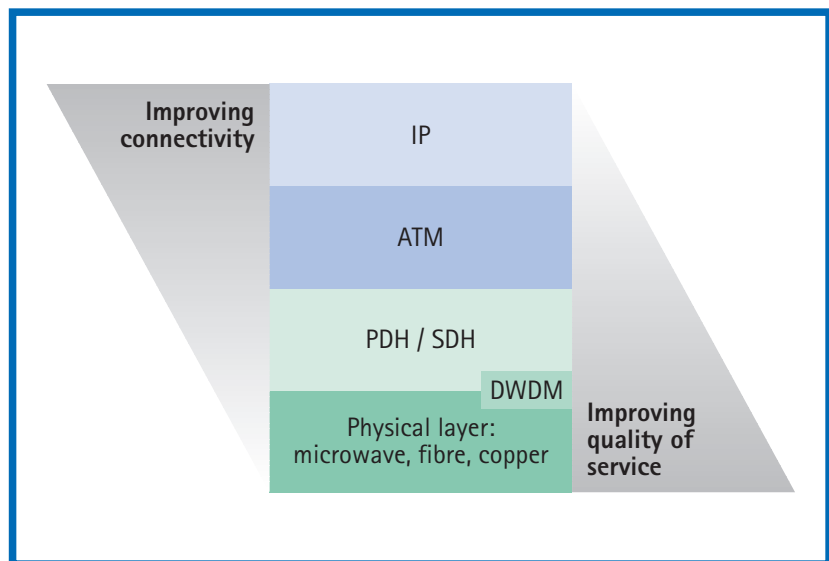 Improving
connectivity
IP
ATM
PDH / SDH
DWDM
Physical layer:
microwave, fibre, copper
Improving
quality of
service